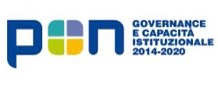 pon
GOVERNANCE
E CAPACITÀ
ISTITUZIONALE
2014-2020